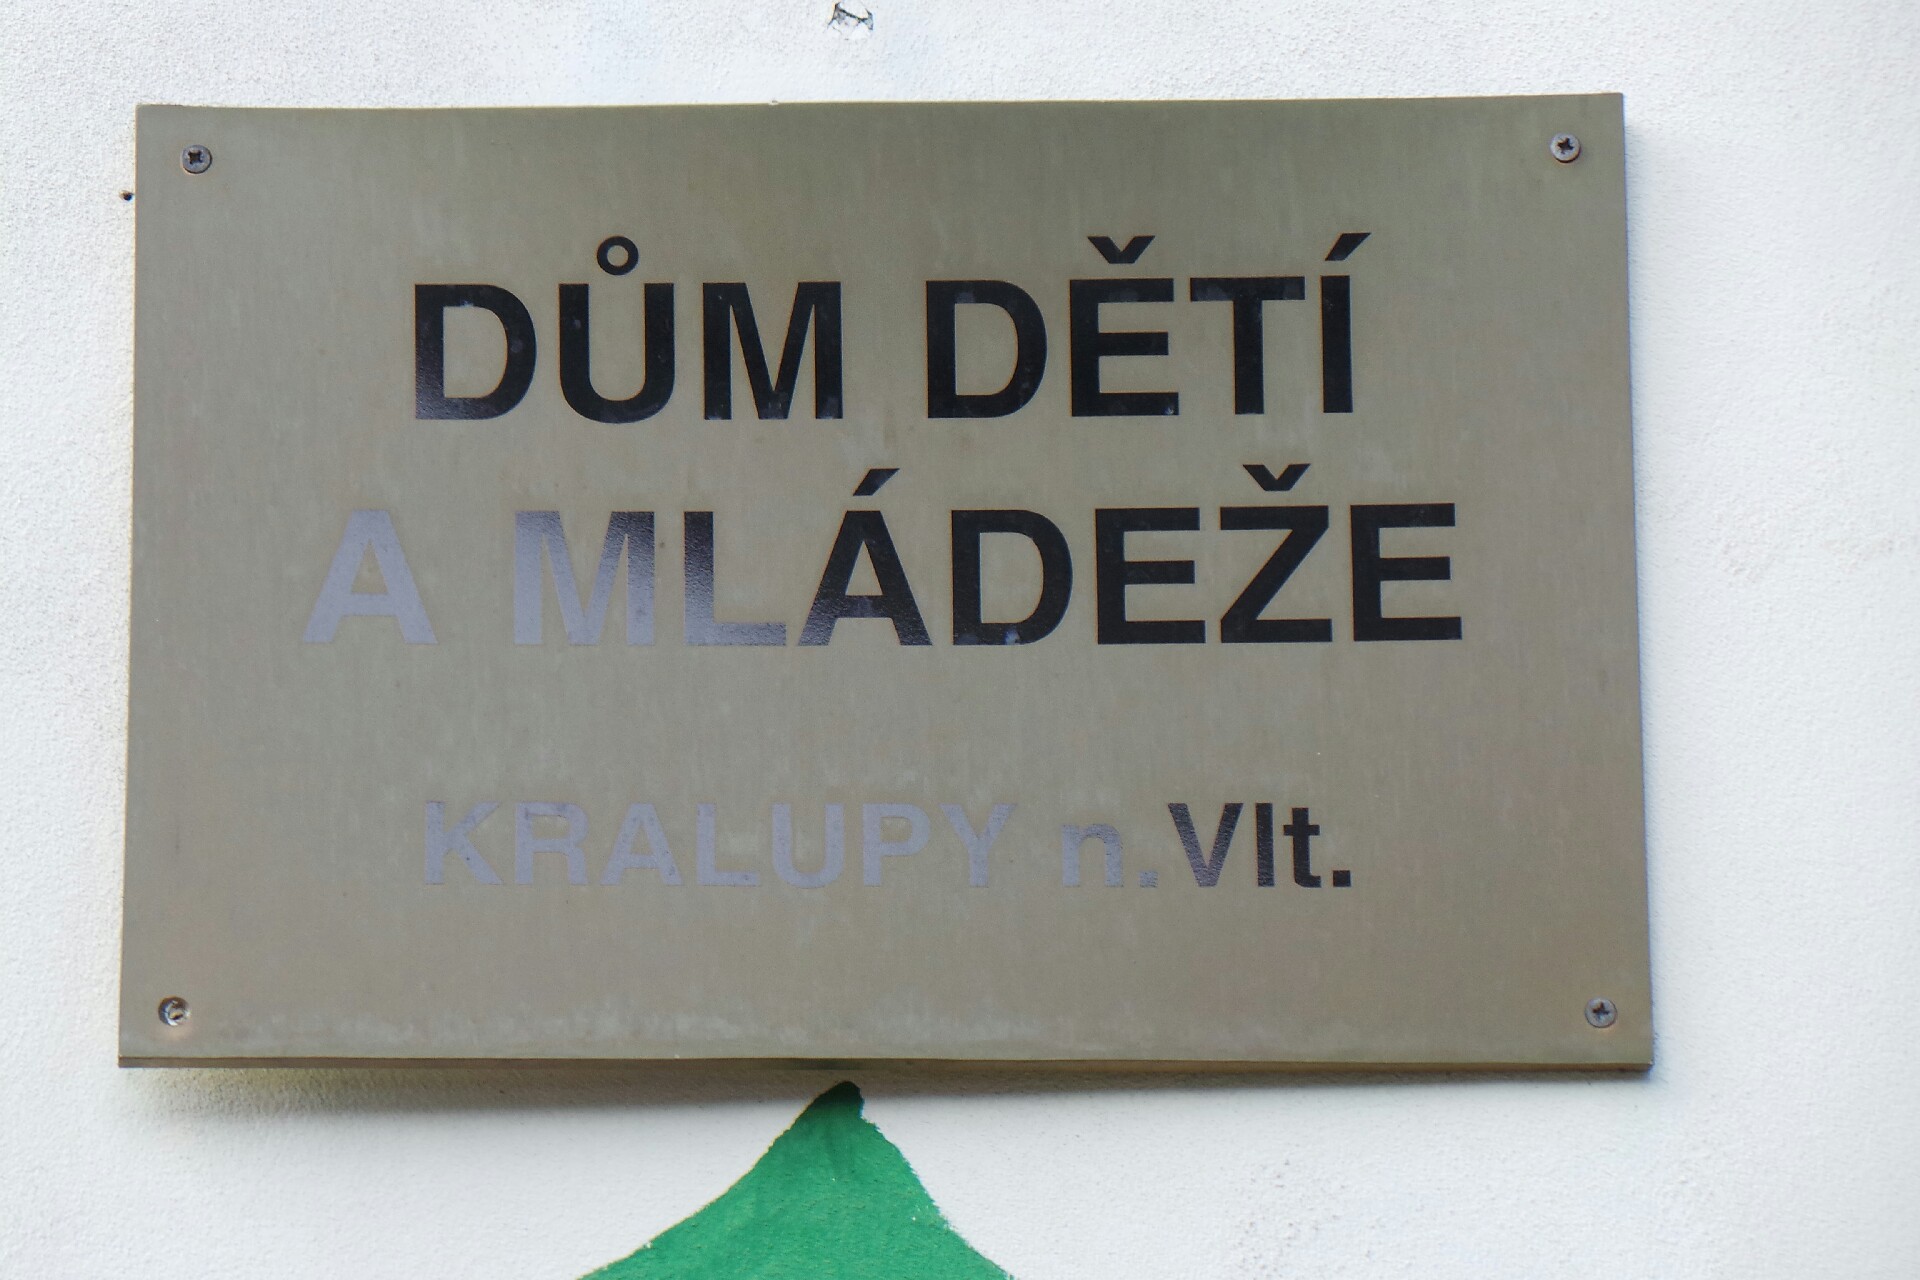 DŮM DĚTÍ
A MLÁDEŽE
KRALUPY n.Vlt.